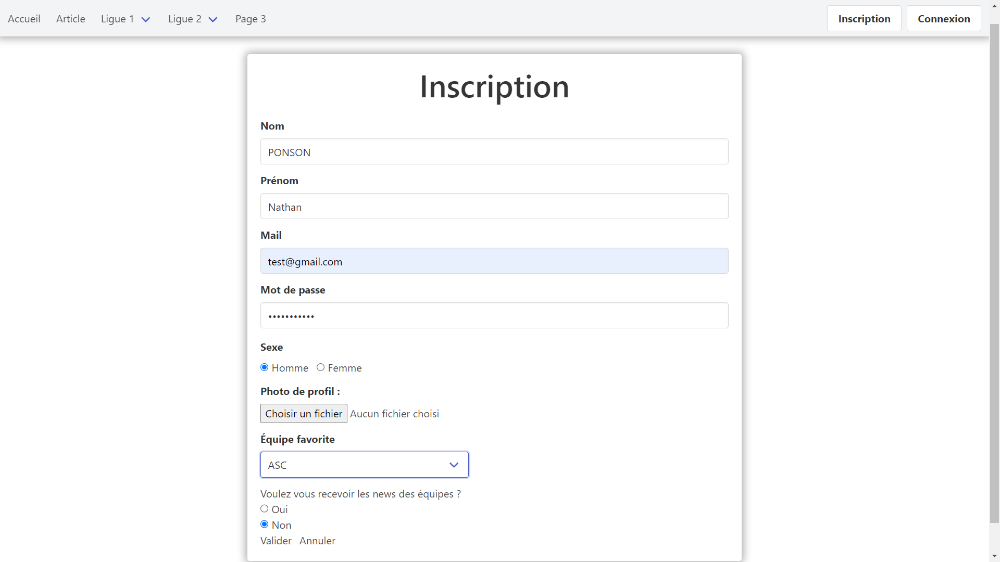 Accueil Article Ligue 1 Ligue 2 Page 3 Inscription Connexion
Inscription
Nom
PONSON
Prénom
Nathan
Mail
test@gmail.com
Mot de passe
•••••••••••
Sexe
Homme Femme
Photo de profil :
Choisir un fichier Aucun fichier choisi
Équipe favorite
ASC
Voulez vous recevoir les news des équipes ?
Oui
Non
Valider Annuler